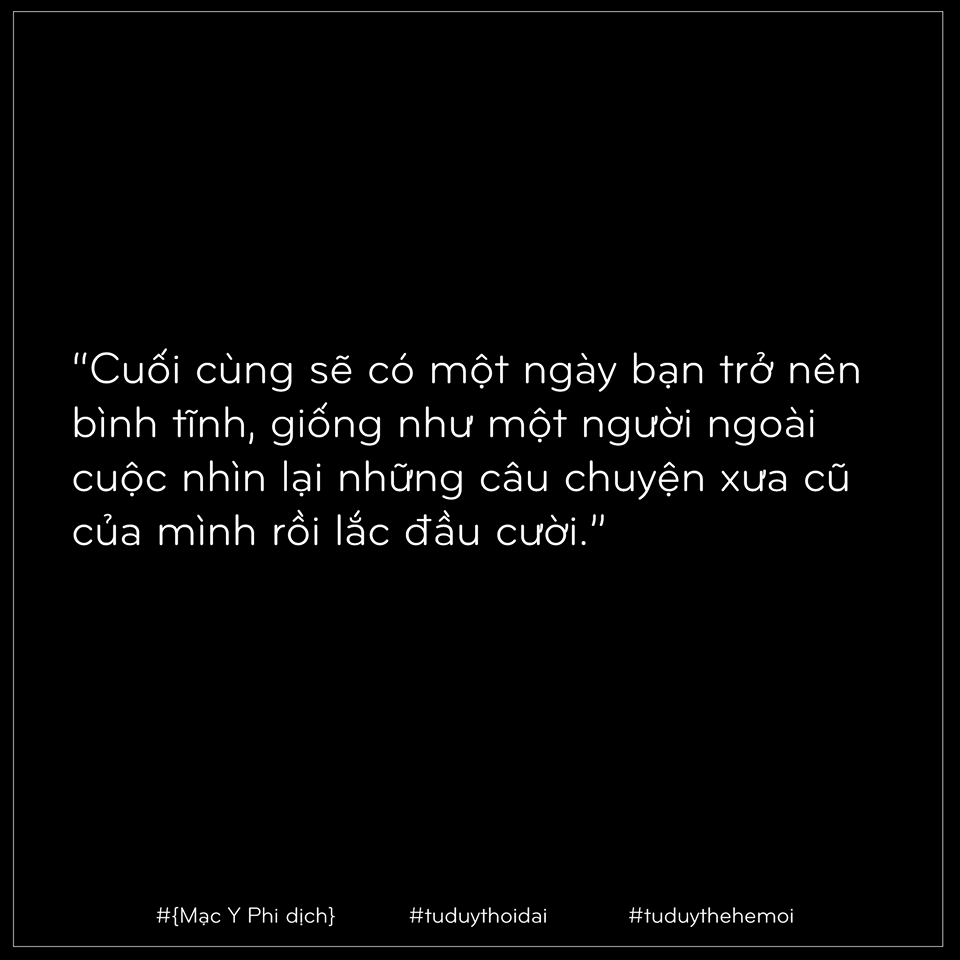 "Cuối cùng sẽ có một ngày bạn trở nên
bình tĩnh, giống như một người ngoài
cuộc nhìn lại những câu chuyện xưa cũ
của mình rồi lắc đầu cười."
#{Mạc Y Phi dịch} #tuduythoidai #tuduythehemoi